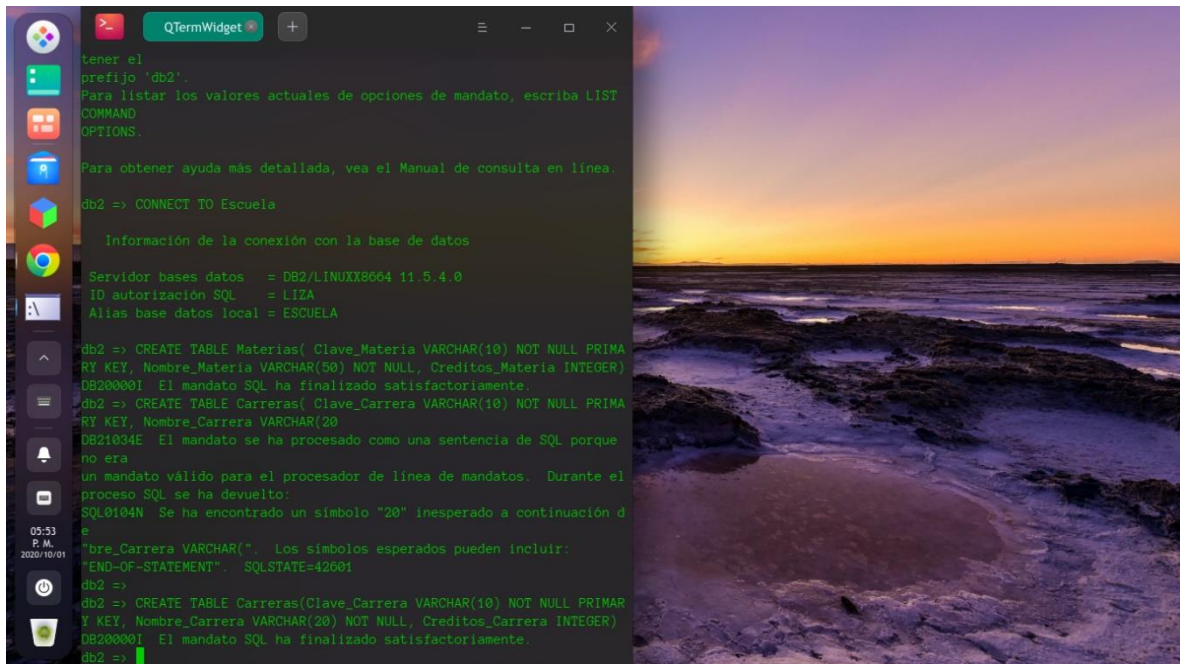 QTermWidget
tener el
prefijo 'db2'.
Para listar los valores actuales de opciones de mandato, escriba LIST
COMMAND
OPTIONS.
Para obtener ayuda más detallada, vea el Manual de consulta en línea.
db2 => CONNECT TO Escuela
Información de la conexión con la base de datos
Servidor bases datos = DB2/LINUXX8664 11.5.4.0
ID autorización SQL = LIZA
Alias base datos local = ESCUELA
db2 => CREATE TABLE Materias( Clave_Materia VARCHAR(10) NOT NULL PRIMA
RY KEY, Nombre_Materia VARCHAR(50) NOT NULL, Creditos_Materia INTEGER)
DB20000I El mandato SQL ha finalizado satisfactoriamente.
db2 => CREATE TABLE Carreras( Clave_Carrera VARCHAR(10) NOT NULL PRIMA
RY KEY, Nombre_Carrera VARCHAR(20
DB21034E El mandato se ha procesado como una sentencia de SQL porque
no era
un mandato válido para el procesador de línea de mandatos. Durante el
proceso SQL se ha devuelto:
SQL0104N Se ha encontrado un símbolo "20" inesperado a continuación d
e
"bre_Carrera VARCHAR(". Los símbolos esperados pueden incluir:
"END-OF-STATEMENT". SQLSTATE=42601
db2 =>
db2 => CREATE TABLE Carreras(Clave_Carrera VARCHAR(10) NOT NULL PRIMAR
Y KEY, Nombre_Carrera VARCHAR(20) NOT NULL, Creditos_Carrera INTEGER)
DB20000I El mandato SQL ha finalizado satisfactoriamente.
db2 =>
05:53
P. M.
2020/10/01